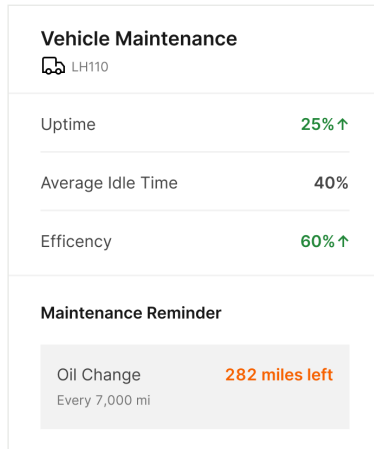 Vehicle Maintenance
LH110
Uptime 25%↑
Average Idle Time 40%
Efficency 60%↑
Maintenance Reminder
Oil Change 282 miles left
Every 7,000 mi